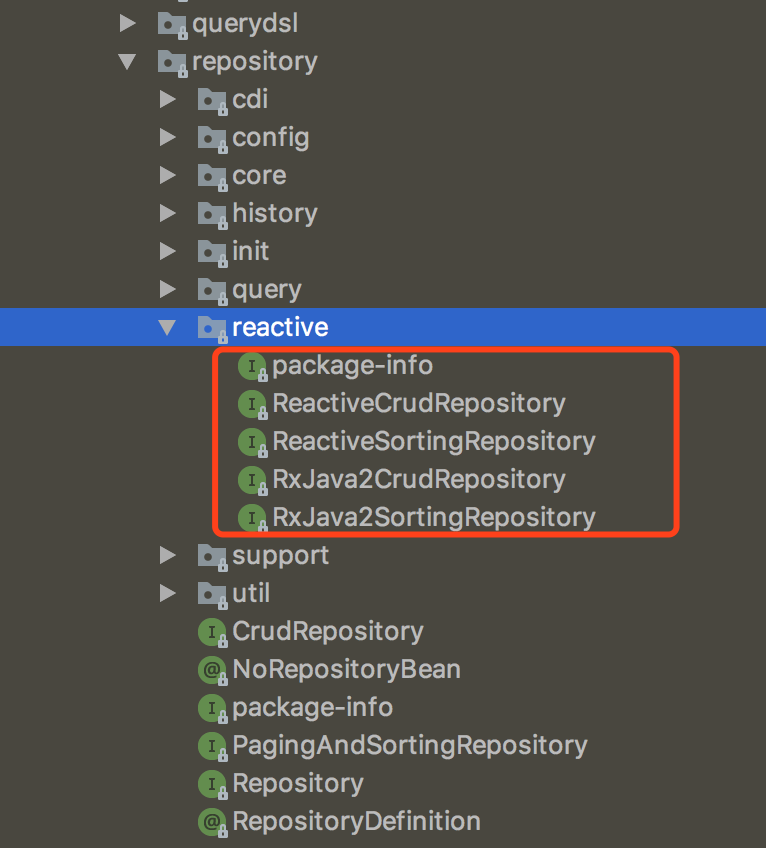 querydsl
repository
cdi
config
core
history
init
query
reactive
package-info
ReactiveCrudRepository
ReactiveSortingRepository
RxJava2CrudRepository
RxJava2SortingRepository
support
util
CrudRepository
NoRepositoryBean
package-info
PagingAndSortingRepository
Repository
RepositoryDefinition